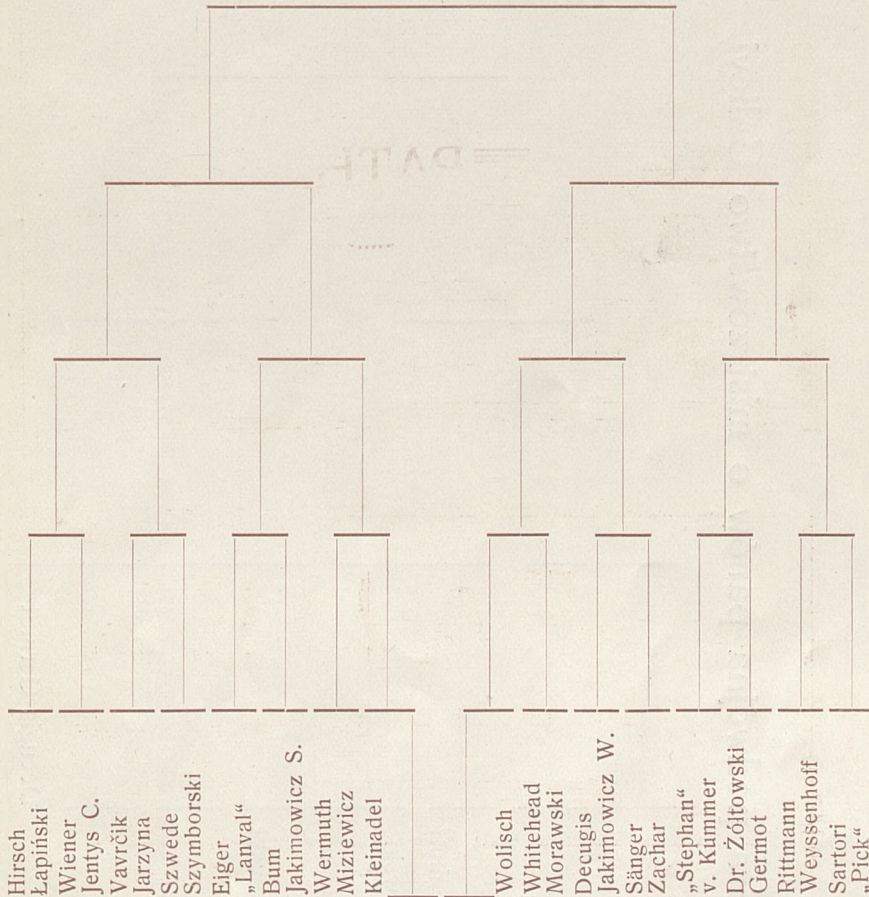 Hirsch
Łapiński
Wiener
Jentys C.
Vavrčik
Jarzyna
Szwede
Szymborski
Eiger
„Lanval“
Bum
Jakimowicz S.
Wermuth
Miziewicz
Kleinadel
Wolisch
Whitehead
Morawski
Decugis
Jakimowicz W.
Sänger
Zachar
„Stephan“
v. Kummer
Dr. Żółtowski
Germot
Rittmann
Weyssenhoff
Sartori
„Pick“